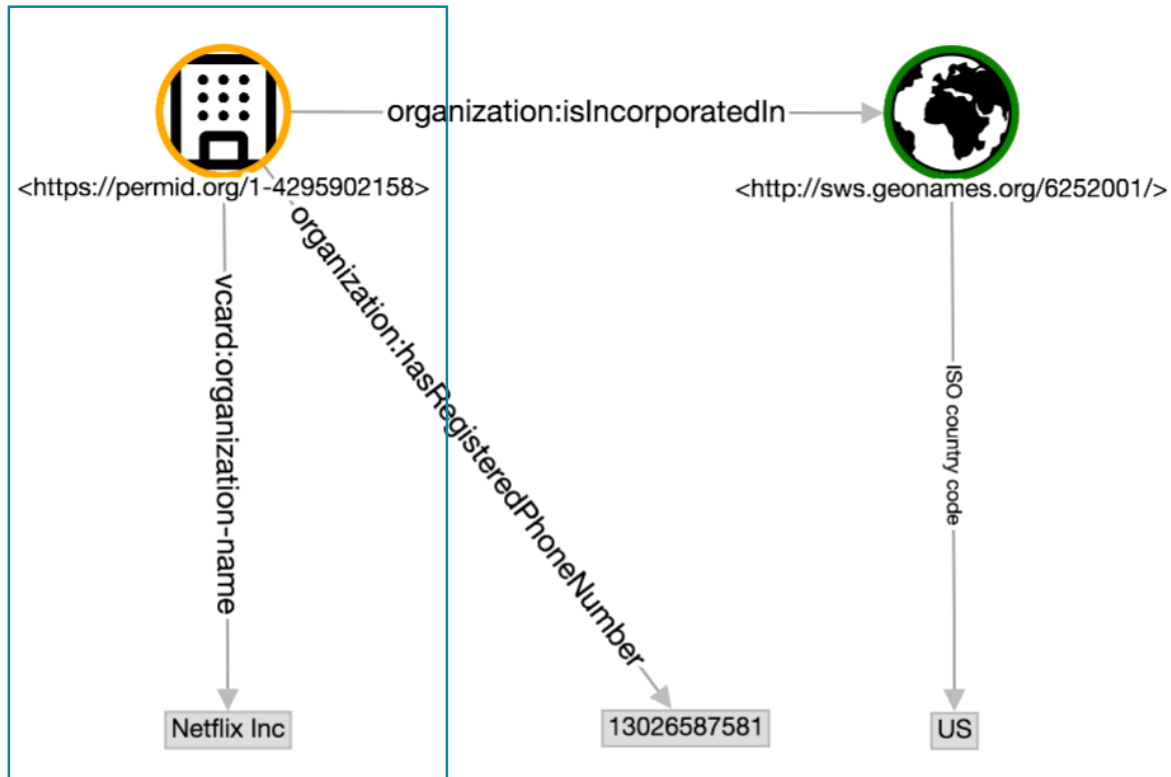 organization:isIncorporatedIn
<https://permid.org/1-4295902158>
<http://sws.geonames.org/6252001/>
organization:hasRegisteredPhoneNumber
vcard:organization-name
ISO country code
Netflix Inc
13026587581
US